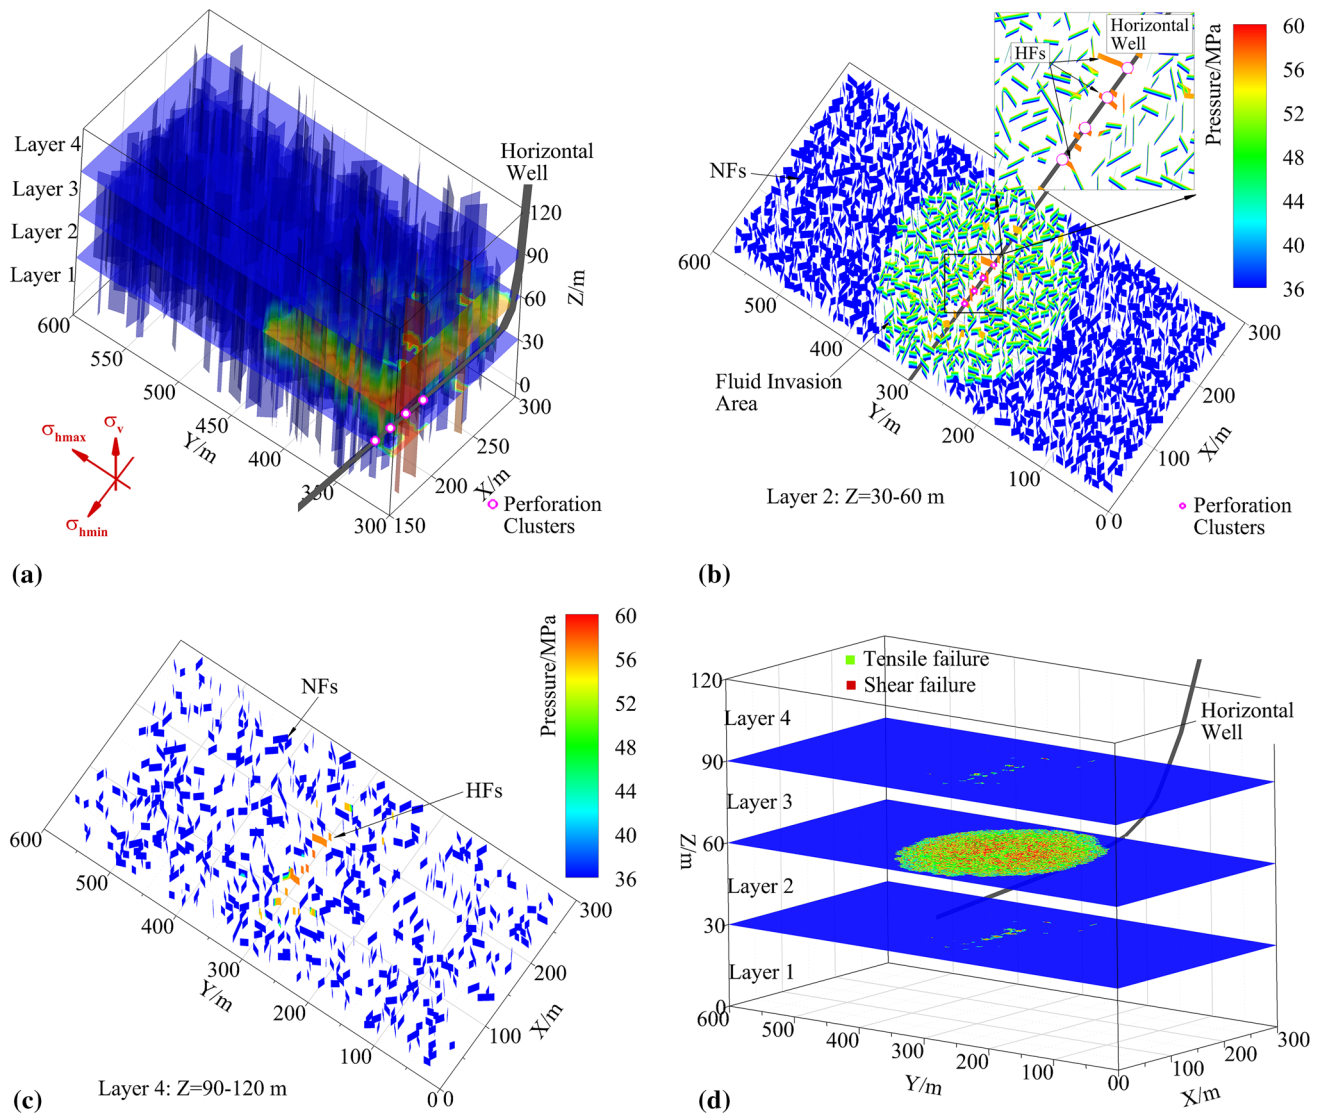 Layer 4
Layer 3
Layer 2
Layer 1
Horizontal
Well
120
90
60
30
0
Z/m
600
550
500
450
400
350
300
Y/m
150
200
250
300
X/m
σhmax
σv
σhmin
Perforation
Clusters
(a)
Horizontal
Well
HFs
NFs
Pressure/MPa
60
56
52
48
44
40
36
600
500
400
300
200
100
0
Y/m
0
100
200
300
X/m
Fluid Invasion
Area
Layer 2: Z=30-60 m
Perforation
Clusters
(b)
Pressure/MPa
60
56
52
48
44
40
36
NFs
HFs
600
500
400
300
200
100
0
Y/m
0
100
200
300
X/m
Layer 4: Z=90-120 m
(c)
Tensile failure
Shear failure
Horizontal
Well
120
90
60
30
0
Z/m
Layer 4
Layer 3
Layer 2
Layer 1
600
500
400
300
200
100
0
Y/m
0
100
200
300
X/m
(d)